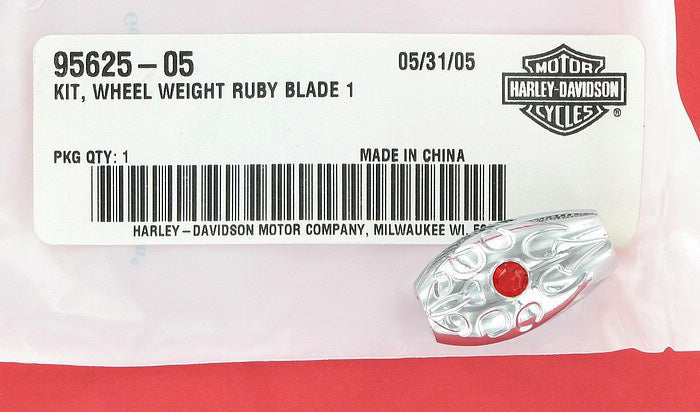 95625-05
05/31/05
KIT, WHEEL WEIGHT RUBY BLADE 1
MOTOR
HARLEY-DAVIDSON
CYCLES
®
PKG QTY: 1
MADE IN CHINA
HARLEY-DAVIDSON MOTOR COMPANY, MILWAUKEE WI.